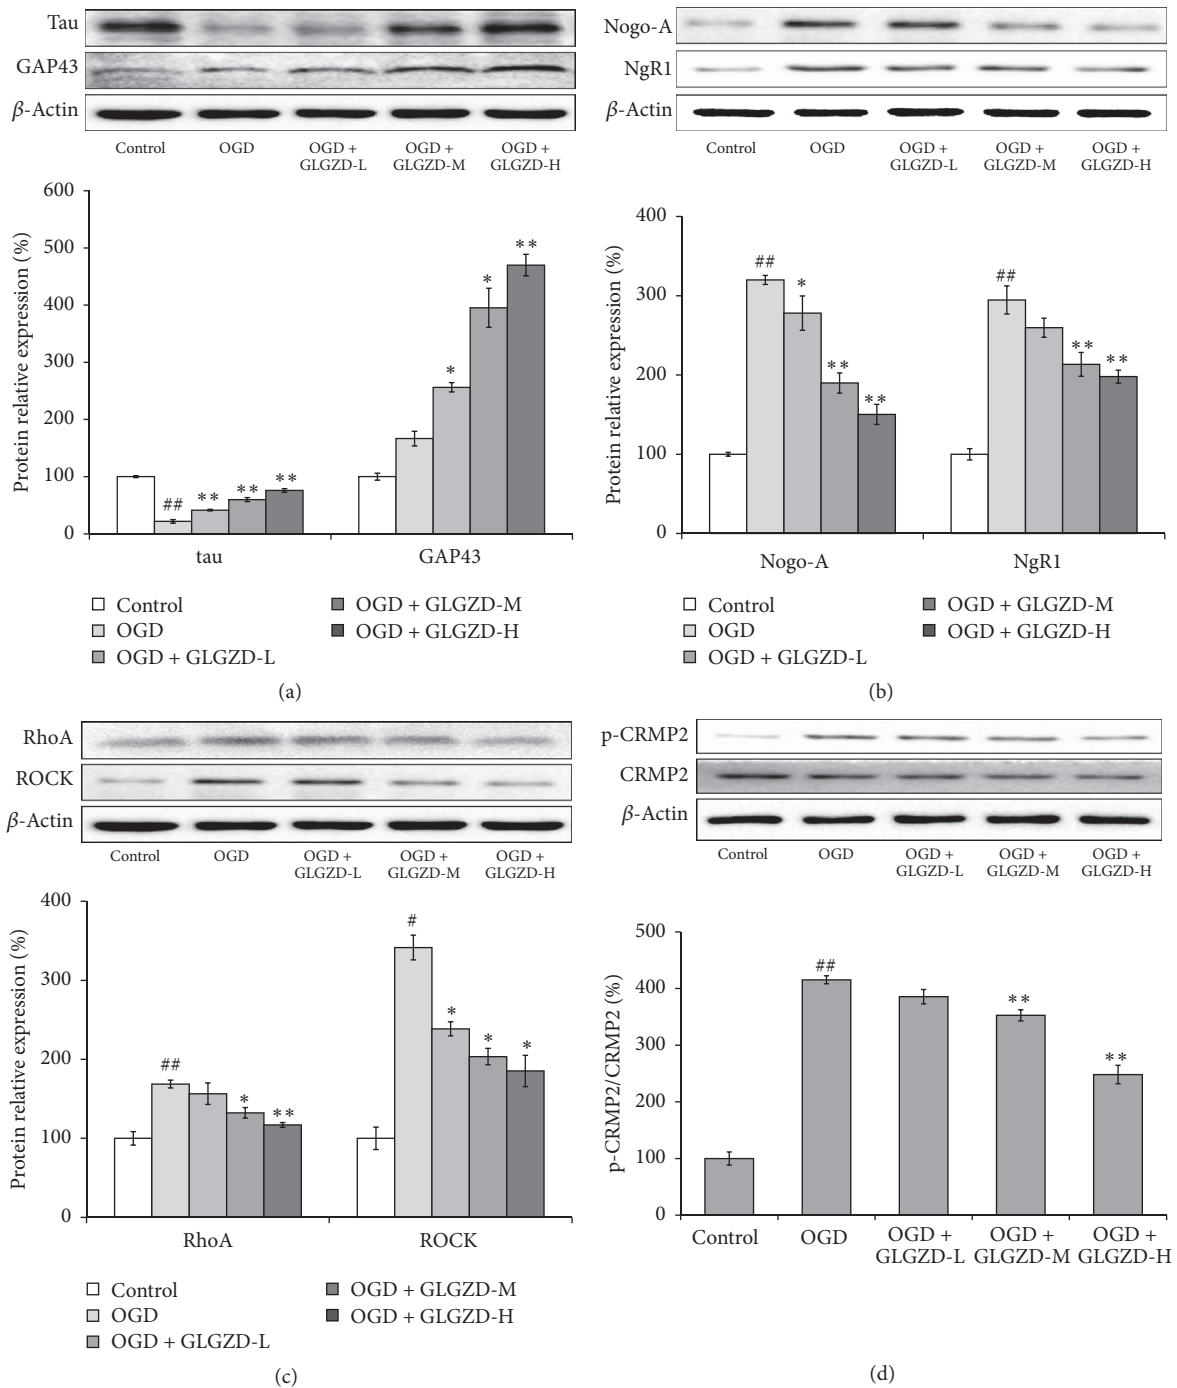 Tau
GAP43
β-Actin
Control OGD OGD + GLGZD-L OGD + GLGZD-M OGD + GLGZD-H
Protein relative expression (%)
600
500
400
300
200
100
0
## ** ** ** * * **
tau GAP43
Control
OGD
OGD + GLGZD-L
OGD + GLGZD-M
OGD + GLGZD-H
(a)
Nogo-A
NgR1
β-Actin
Control OGD OGD + GLGZD-L OGD + GLGZD-M OGD + GLGZD-H
Protein relative expression (%)
400
300
200
100
0
## * ** ** ## ** **
Nogo-A NgR1
Control
OGD
OGD + GLGZD-L
OGD + GLGZD-M
OGD + GLGZD-H
(b)
RhoA
ROCK
β-Actin
Control OGD OGD + GLGZD-L OGD + GLGZD-M OGD + GLGZD-H
Protein relative expression (%)
400
300
200
100
0
## * ** # * * *
RhoA ROCK
Control
OGD
OGD + GLGZD-L
OGD + GLGZD-M
OGD + GLGZD-H
(c)
p-CRMP2
CRMP2
β-Actin
Control OGD OGD + GLGZD-L OGD + GLGZD-M OGD + GLGZD-H
p-CRMP2/CRMP2 (%)
500
400
300
200
100
0
## ** **
Control OGD OGD + GLGZD-L OGD + GLGZD-M OGD + GLGZD-H
(d)